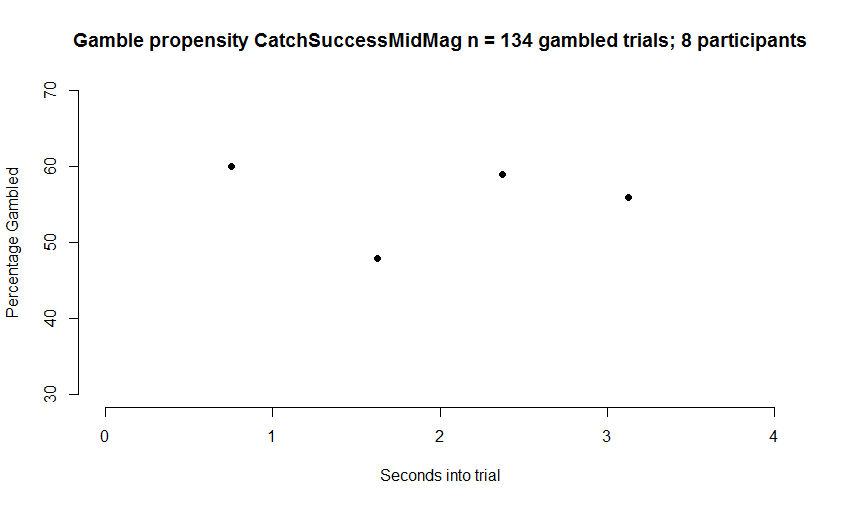 Gamble propensity CatchSuccessMidMag n = 134 gambled trials; 8 participants
70
60
50
40
30
Percentage Gambled
0 1 2 3 4
Seconds into trial